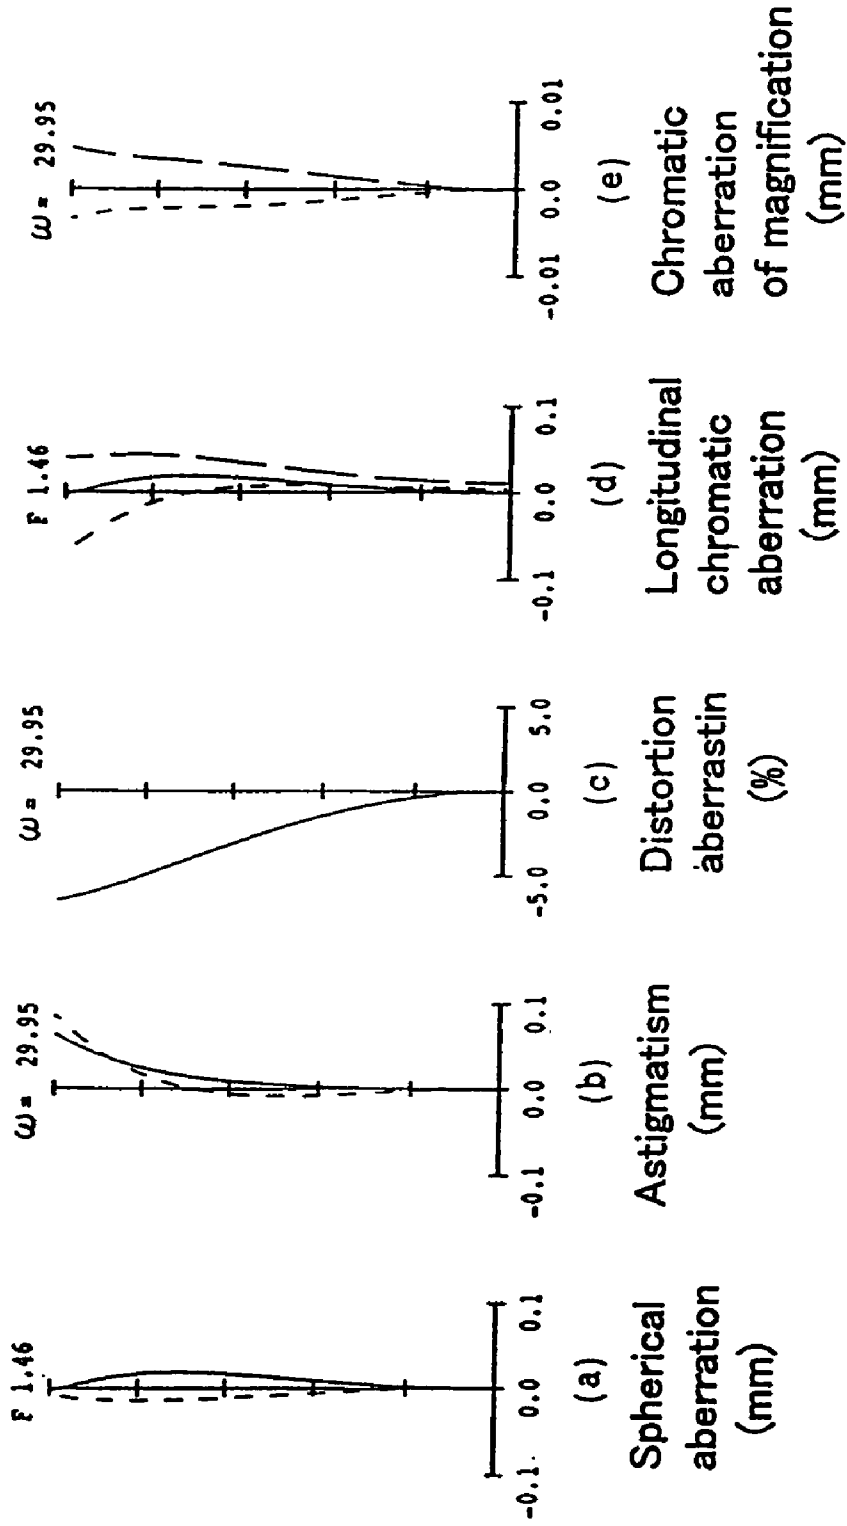 F 1.46
-0.1
0.0
0.1
(a)
Spherical
aberration
(mm)
ω = 29.95
-0.1
0.0
0.1
(b)
Astigmatism
(mm)
ω = 29.95
-5.0
0.0
5.0
(c)
Distortion
aberrastin
(%)
F 1.46
-0.1
0.0
0.1
(d)
Longitudinal
chromatic
aberration
(mm)
ω = 29.95
-0.01
0.0
0.01
(e)
Chromatic
aberration
of magnification
(mm)